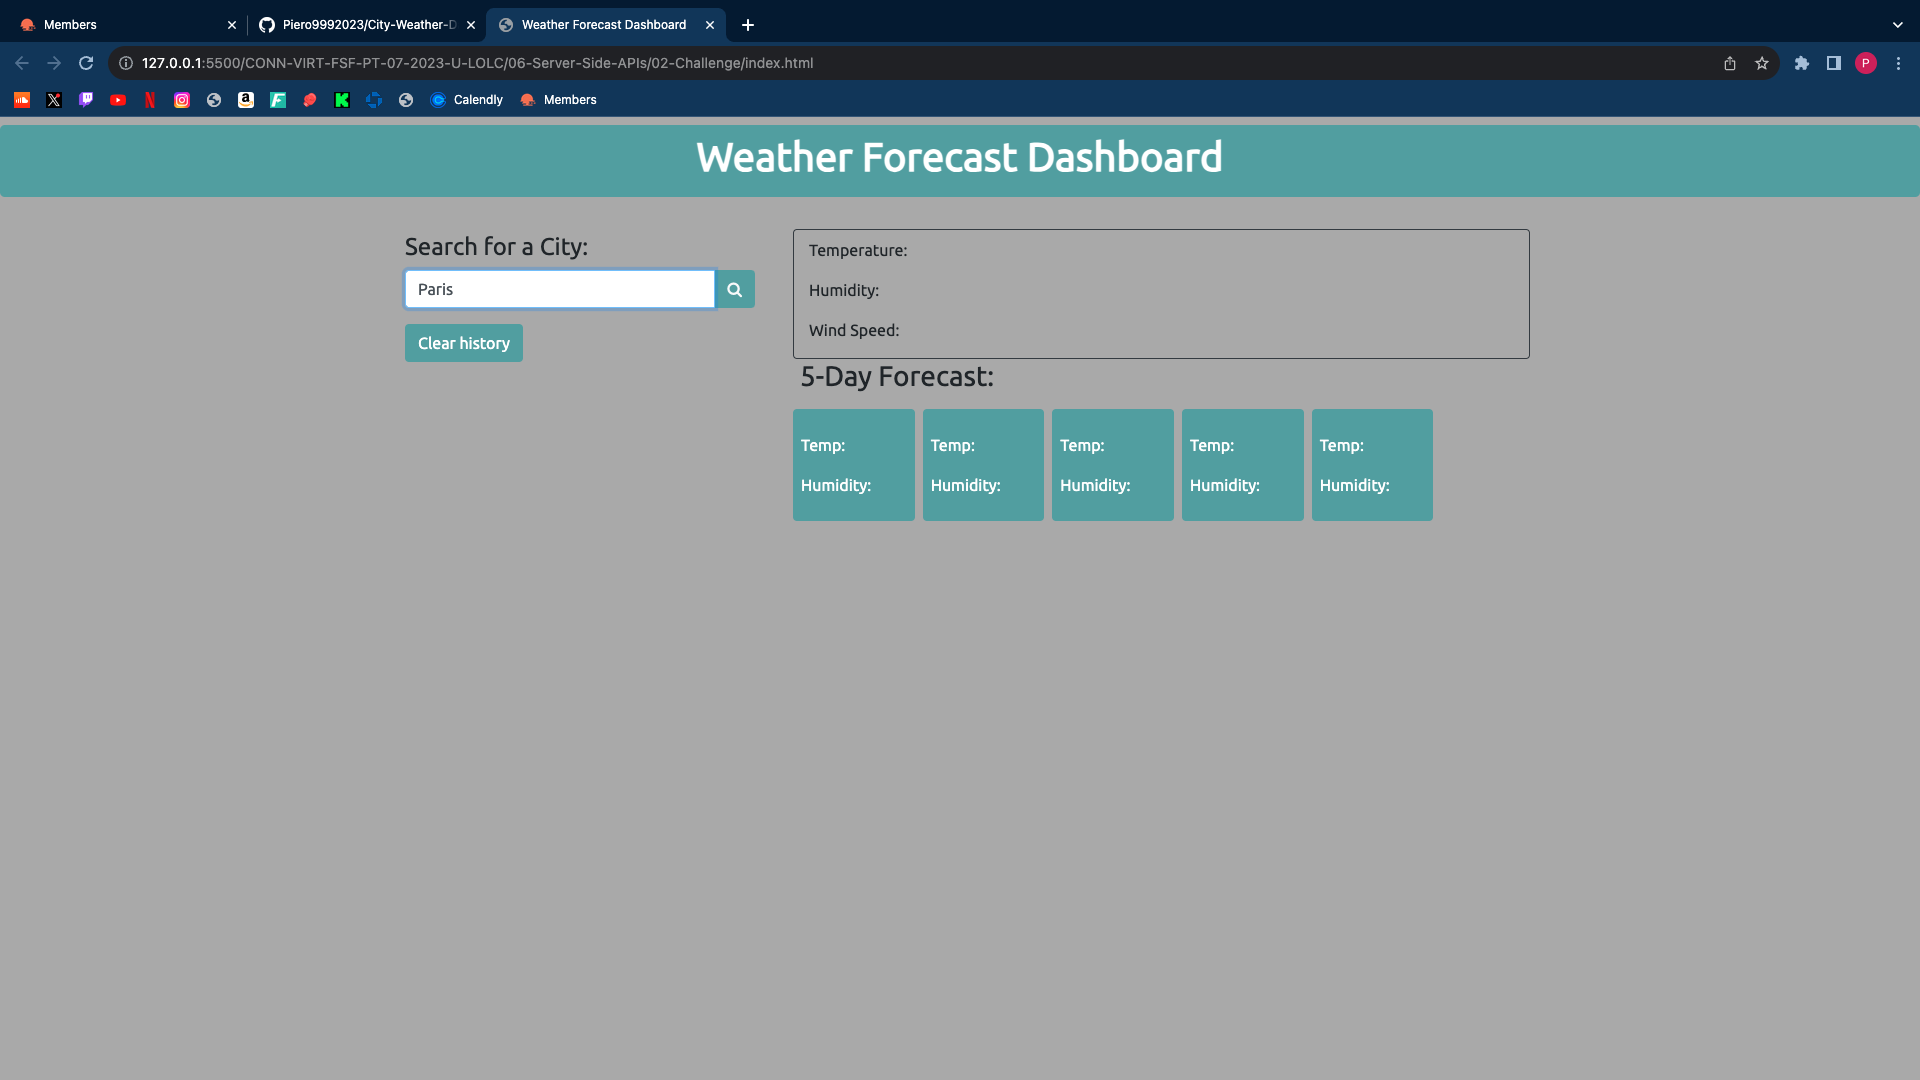 Members
Piero9992023/City-Weather-D
Weather Forecast Dashboard
127.0.0.1:5500/CONN-VIRT-FSF-PT-07-2023-U-LOLC/06-Server-Side-APIs/02-Challenge/index.html
P
Calendly
Members
Weather Forecast Dashboard
Search for a City:
Paris
Clear history
Temperature:
Humidity:
Wind Speed:
5-Day Forecast:
Temp: Temp: Temp: Temp: Temp:
Humidity: Humidity: Humidity: Humidity: Humidity: